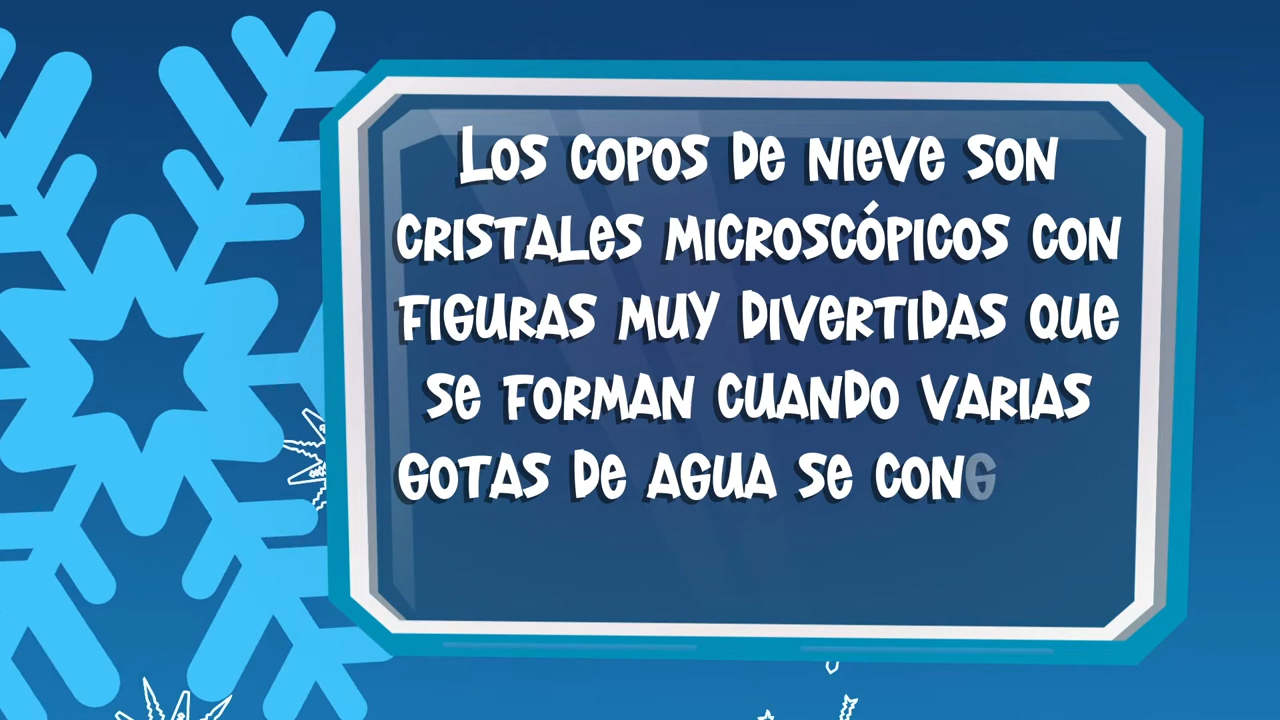 Los copos de nieve son
cristales microscópicos con
figuras muy divertidas que
se forman cuando varias
gotas de agua se cong